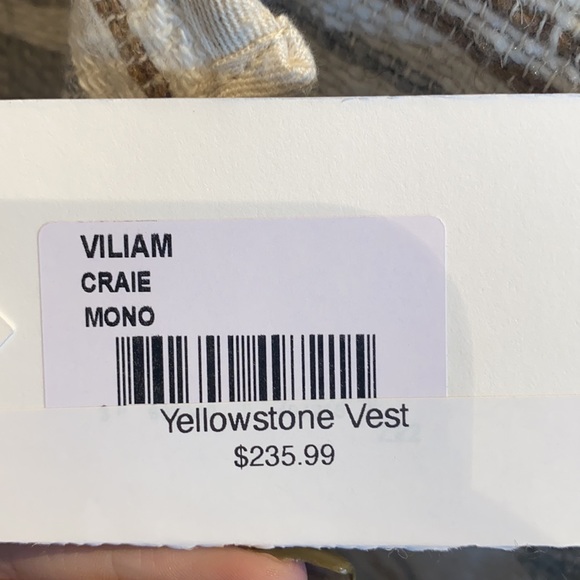 VILIAM
CRAIE
MONO
Yellowstone Vest
$235.99